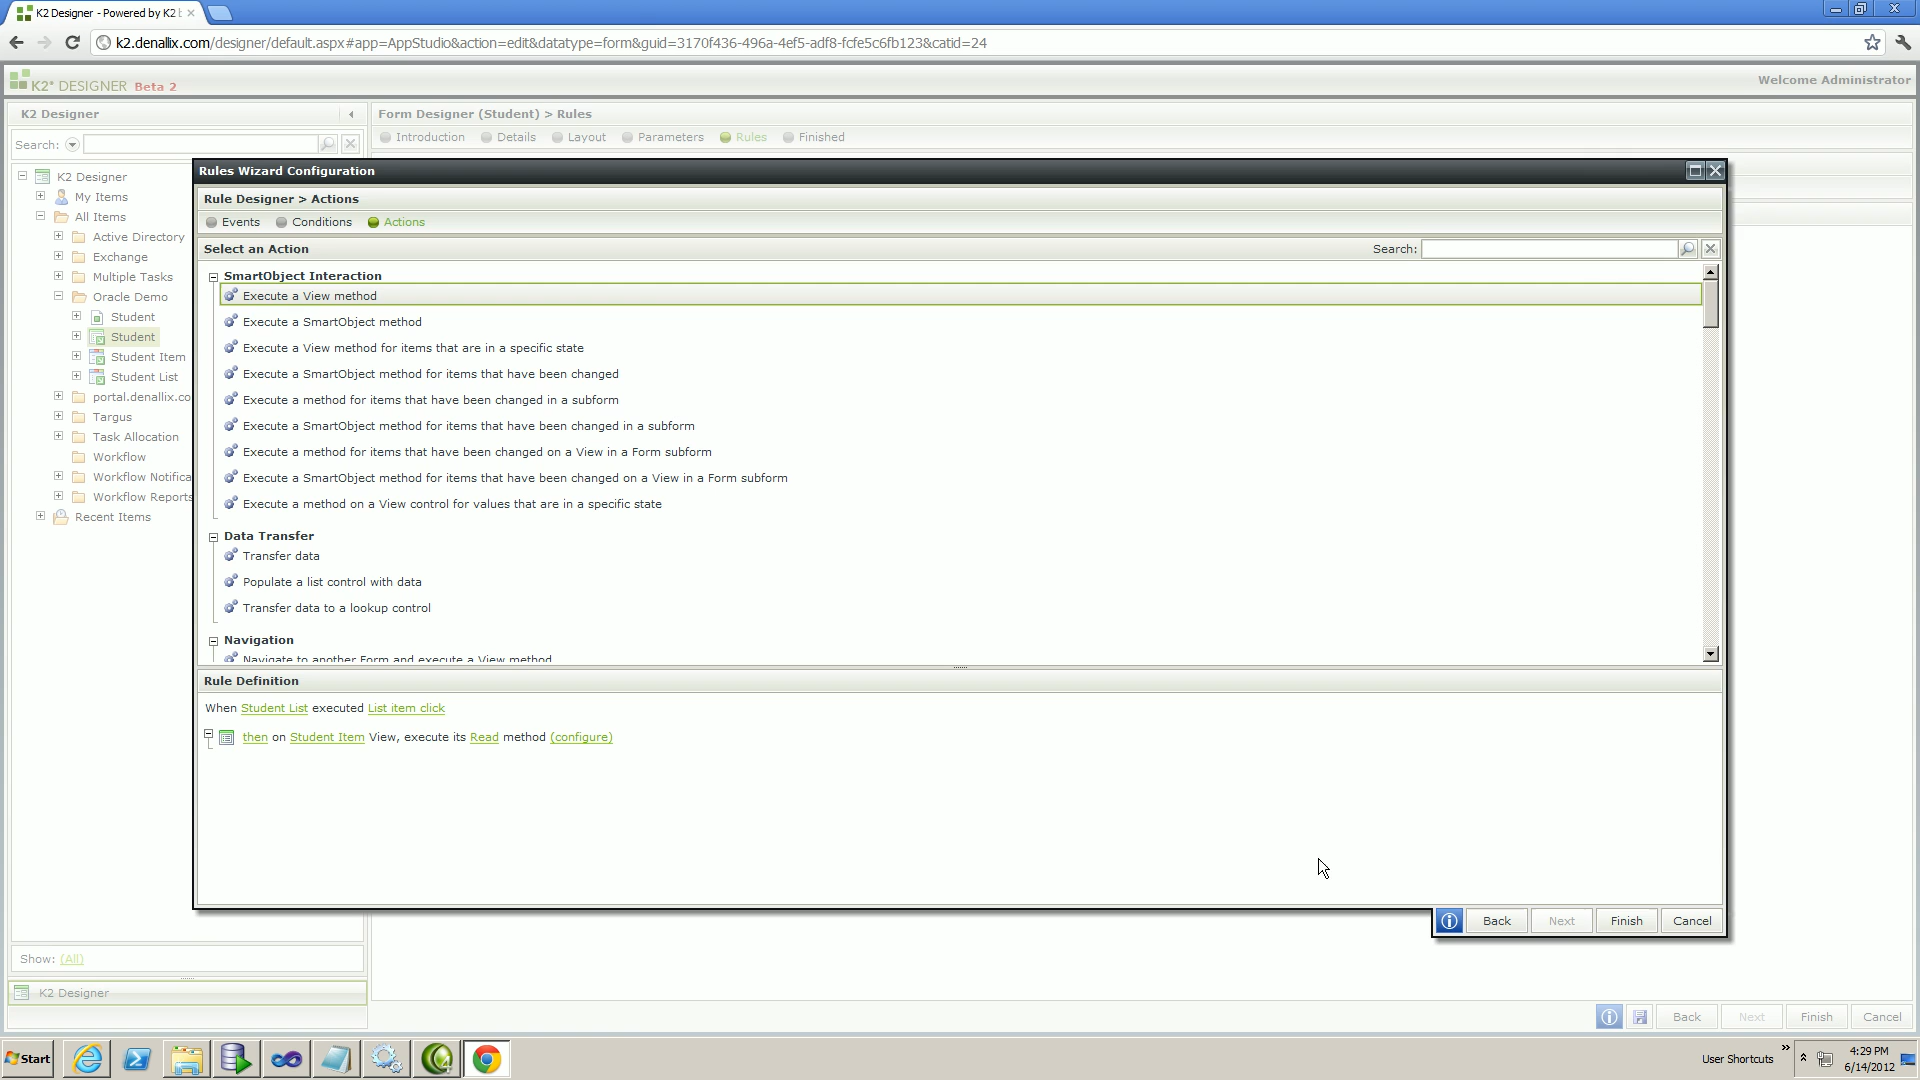 K2 Designer - Powered by K2 b
k2.denallix.com/designer/default.aspx#app=AppStudio&action=edit&datatype=form&guid=3170f436-496a-4ef5-adf8-fcfe5c6fb123&catid=24
K2* DESIGNER Beta 2
Welcome Administrator
K2 Designer
Form Designer (Student) > Rules
Search:
Introduction Details Layout Parameters Rules Finished
K2 Designer
My Items
All Items
Active Directory
Exchange
Multiple Tasks
Oracle Demo
Student
Student
Student Item
Student List
portal.denallix.co
Targus
Task Allocation
Workflow
Workflow Notifica
Workflow Reports
Recent Items
Show: (All)
K2 Designer
Rules Wizard Configuration
Rule Designer > Actions
Events Conditions Actions
Select an Action
Search:
SmartObject Interaction
Execute a View method
Execute a SmartObject method
Execute a View method for items that are in a specific state
Execute a SmartObject method for items that have been changed
Execute a method for items that have been changed in a subform
Execute a SmartObject method for items that have been changed in a subform
Execute a method for items that have been changed on a View in a Form subform
Execute a SmartObject method for items that have been changed on a View in a Form subform
Execute a method on a View control for values that are in a specific state
Data Transfer
Transfer data
Populate a list control with data
Transfer data to a lookup control
Navigation
Navigate to another Form and execute a View method
Rule Definition
When Student List executed List item click
then on Student Item View, execute its Read method (configure)
Back Next Finish Cancel
Back Next Finish Cancel
Start
User Shortcuts
4:29 PM
6/14/2012